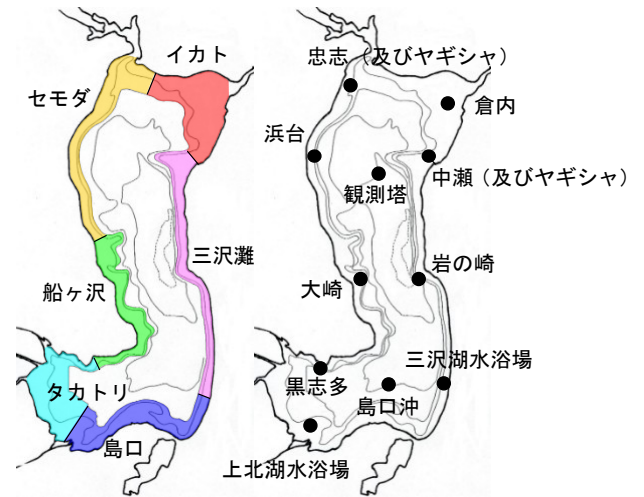 イカト
セモダ
三沢灘
船ヶ沢
タカトリ
島口
忠志（及びヤギシャ）
倉内
浜台
中瀬（及びヤギシャ）
観測塔
岩の崎
大崎
三沢湖水浴場
黒志多
島口沖
上北湖水浴場